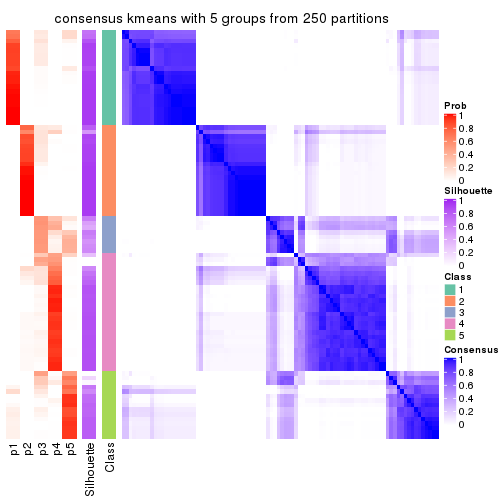 consensus kmeans with 5 groups from 250 partitions
Prob
1
0.8
0.6
0.4
0.2
0
Silhouette
1
0.8
0.6
0.4
0.2
0
Class
1
2
3
4
5
Consensus
1
0.8
0.6
0.4
0.2
0
p1
p2
p3
p4
p5
Silhouette
Class